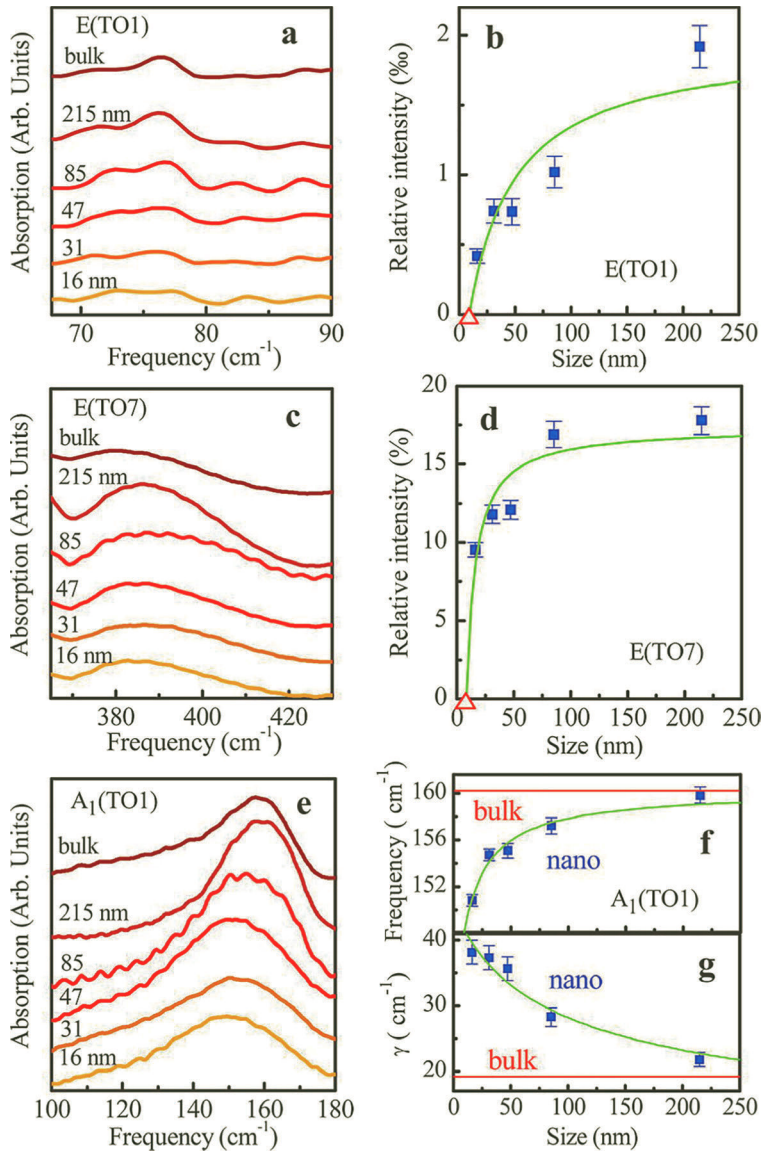 E(TO1)
a
bulk
215 nm
85
47
31
16 nm
Absorption (Arb. Units)
70 80 90
Frequency (cm-1)
b
2
1
0
Relative intensity (‰)
E(TO1)
0 50 100 150 200 250
Size (nm)
E(TO7)
c
bulk
215 nm
85
47
31
16 nm
Absorption (Arb. Units)
380 400 420
Frequency (cm-1)
d
20
15
10
5
0
Relative intensity (%)
E(TO7)
0 50 100 150 200 250
Size (nm)
A1(TO1)
e
bulk
215 nm
85
47
31
16 nm
Absorption (Arb. Units)
100 120 140 160 180
Frequency (cm-1)
160
156
152
Frequency ( cm-1)
bulk
nano
f
A1(TO1)
40
30
20
γ ( cm-1)
nano
g
bulk
0 50 100 150 200 250
Size (nm)